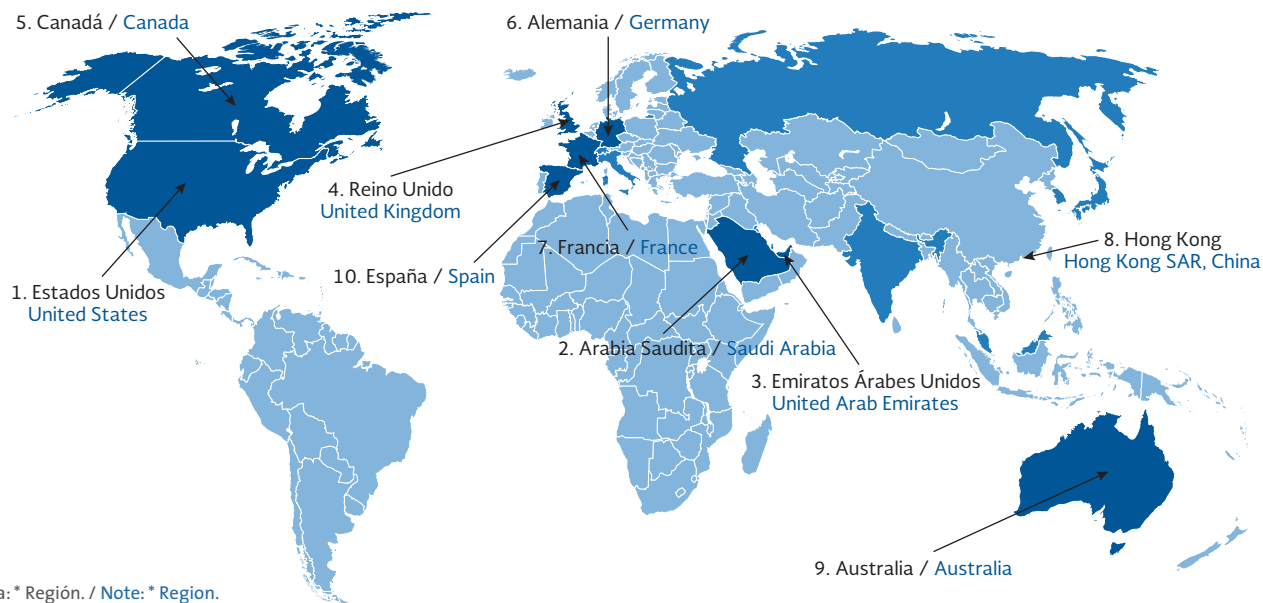 5. Canadá / Canada
6. Alemania / Germany
4. Reino Unido
United Kingdom
7. Francia / France
8. Hong Kong
Hong Kong SAR, China
10. España / Spain
1. Estados Unidos
United States
2. Arabia Saudita / Saudi Arabia
3. Emiratos Árabes Unidos
United Arab Emirates
9. Australia / Australia
a: * Región. / Note: * Region.